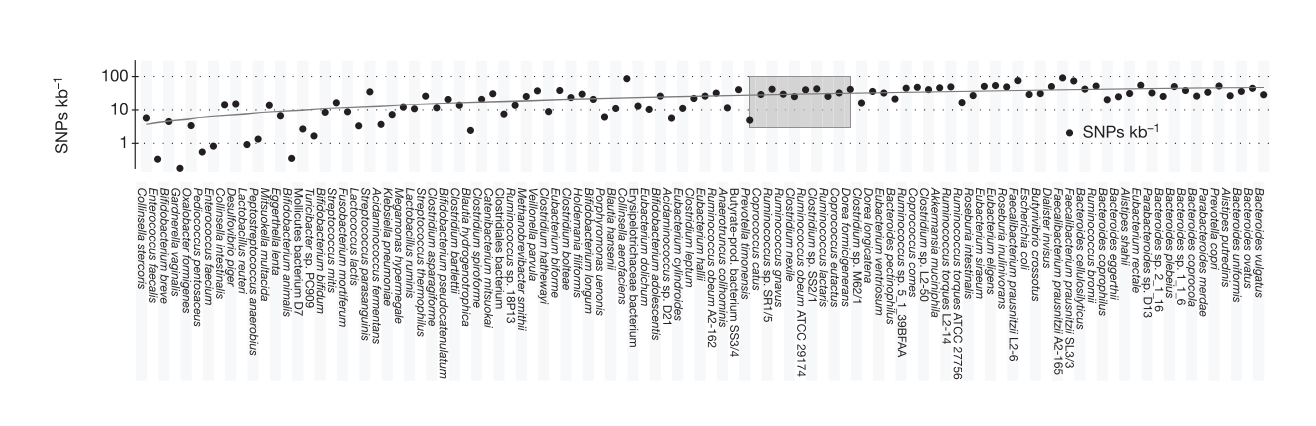 SNPs kb−1
100
10
1
SNPs kb−1
Collinsella stercoris
Enterococcus faecalis
Bifidobacterium breve
Gardnerella vaginalis
Oxalobacter formigenes
Pediococcus pentosaceus
Enterococcus faecium
Collinsella intestinalis
Desulfovibrio piger
Lactobacillus reuteri
Peptostreptococcus anaerobius
Mitsuokella multacida
Eggerthella lenta
Bifidobacterium animalis
Mollicutes bacterium D7
Turicibacter sp. PC909
Bifidobacterium bifidum
Streptococcus mitis
Fusobacterium mortiferum
Lactococcus lactis
Streptococcus parasanguinis
Acidaminococcus fermentans
Klebsiella pneumoniae
Megamonas hypermegale
Lactobacillus ruminis
Streptococcus thermophilus
Clostridium asparagiforme
Bifidobacterium pseudocatenulatum
Clostridium bartlettii
Blautia hydrogenotrophica
Clostridium spiroforme
Catenibacterium mitsuokai
Clostridiales bacterium
Ruminococcus sp. 18P13
Methanobrevibacter smithii
Veillonella parvula
Clostridium hathewayi
Eubacterium biforme
Clostridium bolteae
Holdemania filiformis
Bifidobacterium longum
Porphyromonas uenonis
Blautia hansenii
Collinsella aerofaciens
Erysipelotrichaceae bacterium
Eubacterium dolichum
Bifidobacterium adolescentis
Acidaminococcus sp. D21
Eubacterium cylindroides
Clostridium leptum
Eubacterium hallii
Ruminococcus obeum A2-162
Anaerotruncus colihominis
Butyrate-prod. bacterium SS3/4
Prevotella timonensis
Coprococcus catus
Ruminococcus sp. SR1/5
Ruminococcus gnavus
Clostridium nexile
Ruminococcus obeum ATCC 29174
Clostridium sp. SS2/1
Ruminococcus lactaris
Coprococcus eutactus
Dorea formicigenerans
Clostridium sp. M62/1
Dorea longicatena
Eubacterium ventriosum
Bacteroides pectinophilus
Ruminococcus sp. 5_1_39BFAA
Coprococcus comes
Clostridium sp. L2-50
Akkermansia muciniphila
Ruminococcus torques L2-14
Ruminococcus torques ATCC 27756
Roseburia intestinalis
Eubacterium siraeum
Eubacterium eligens
Roseburia inulinivorans
Faecalibacterium prausnitzii L2-6
Escherichia coli
Butyrivibrio crossotus
Dialister invisus
Faecalibacterium prausnitzii A2-165
Faecalibacterium prausnitzii SL3/3
Bacteroides cellulosilyticus
Ruminococcus bromii
Bacteroides coprophilus
Bacteroides eggerthii
Alistipes shahii
Eubacterium rectale
Parabacteroides sp. D13
Bacteroides sp. 2_1_16
Bacteroides plebeius
Bacteroides sp. 1_1_6
Bacteroides coprocola
Parabacteroides merdae
Prevotella copri
Alistipes putredinis
Bacteroides uniformis
Bacteroides ovatus
Bacteroides vulgatus